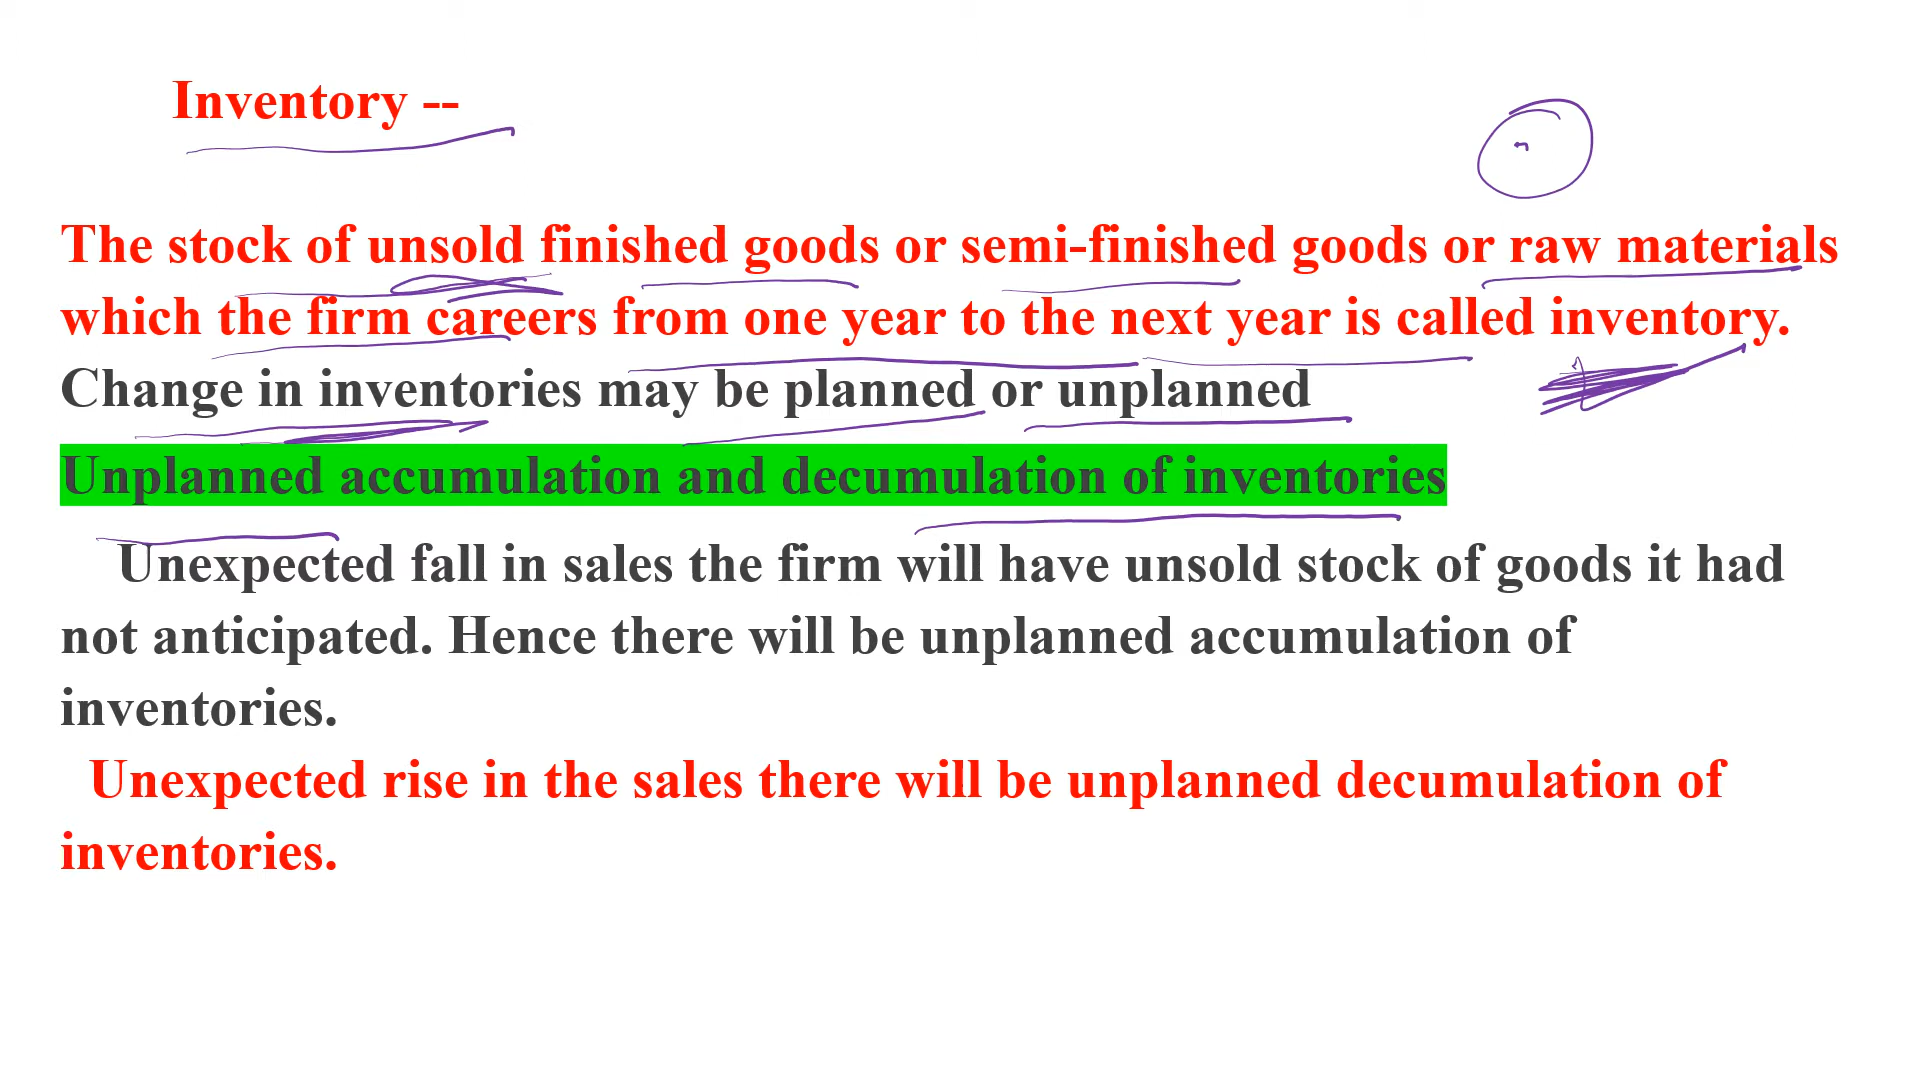 Inventory --
The stock of unsold finished goods or semi-finished goods or raw materials
which the firm careers from one year to the next year is called inventory.
Change in inventories may be planned or unplanned
Unplanned accumulation and decumulation of inventories
Unexpected fall in sales the firm will have unsold stock of goods it had
not anticipated. Hence there will be unplanned accumulation of
inventories.
Unexpected rise in the sales there will be unplanned decumulation of
inventories.